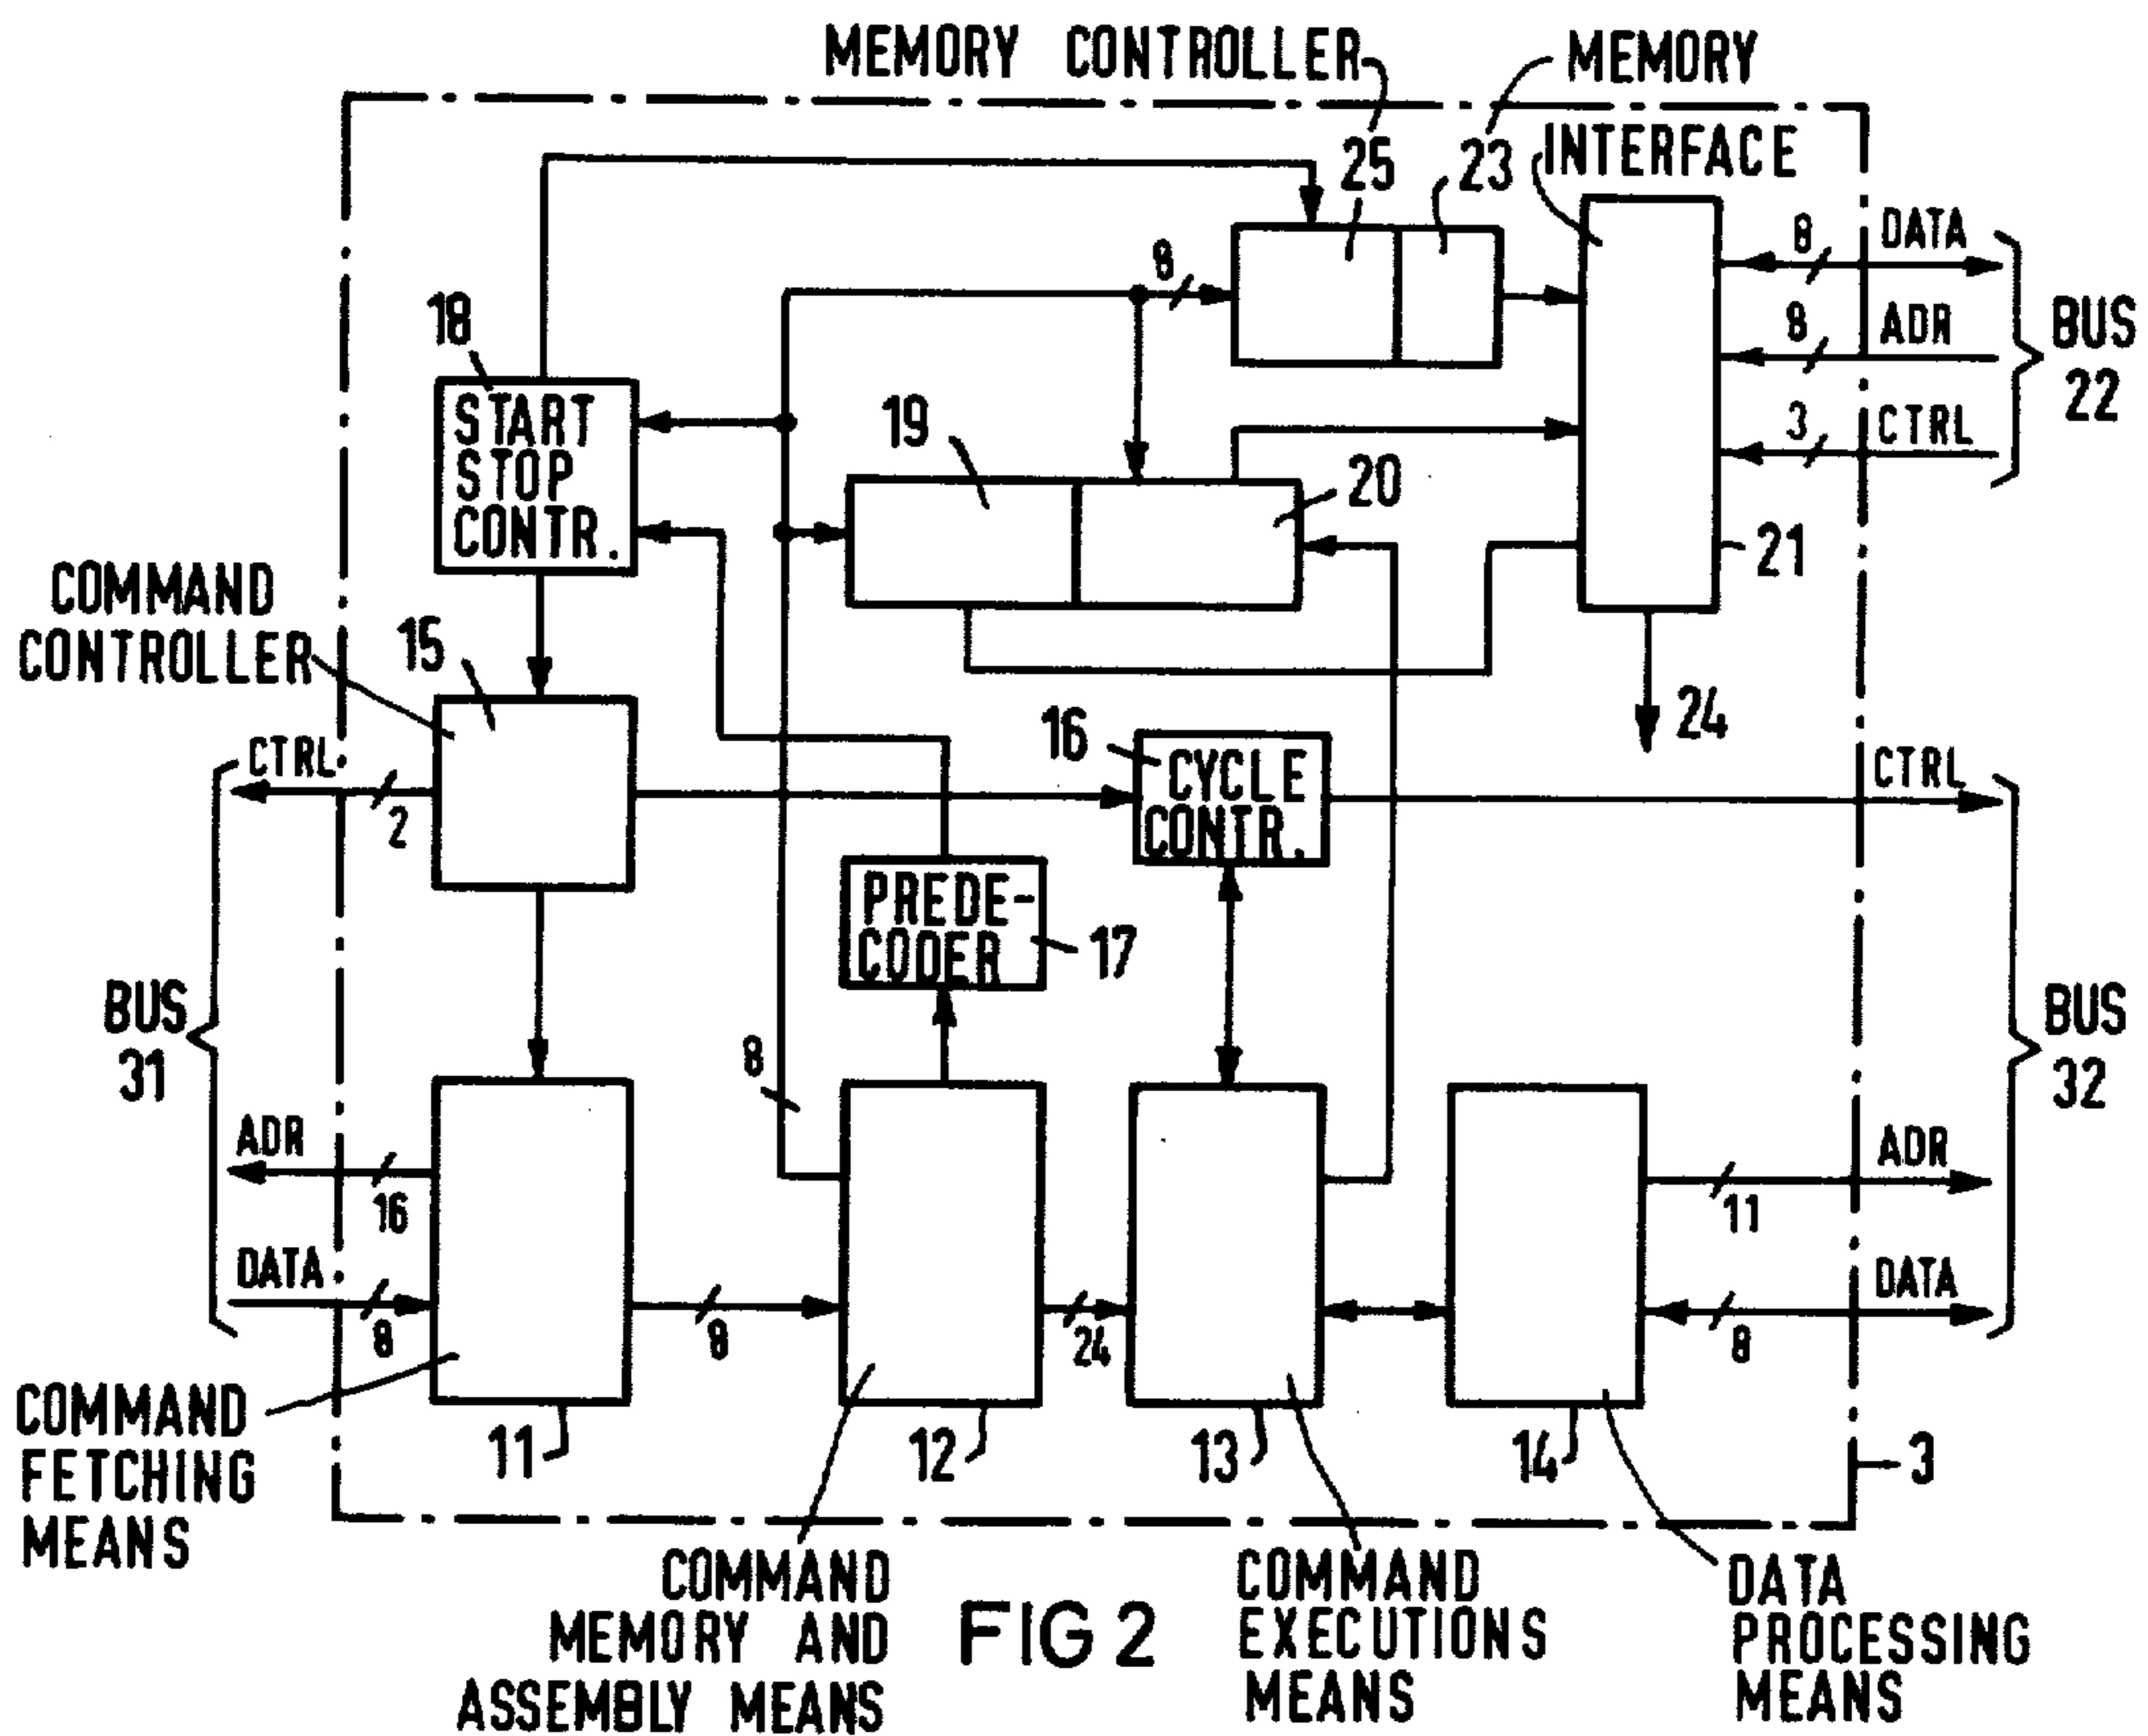 MEMORY CONTROLLER
MEMORY
25
23
INTERFACE
8
DATA
8
18
8
ADR
BUS
22
START
STOP
CONTR.
19
3
CTRL
20
COMMAND
CONTROLLER
15
21
24
16
CTRL
2
CYCLE
CONTR.
CTRL
PREDE-
CODER
17
BUS
31
8
BUS
32
ADR
16
ADR
11
DATA
8
8
24
DATA
8
COMMAND
FETCHING
MEANS
11
12
13
14
3
COMMAND
MEMORY AND
ASSEMBLY MEANS
FIG 2
COMMAND
EXECUTIONS
MEANS
DATA
PROCESSING
MEANS